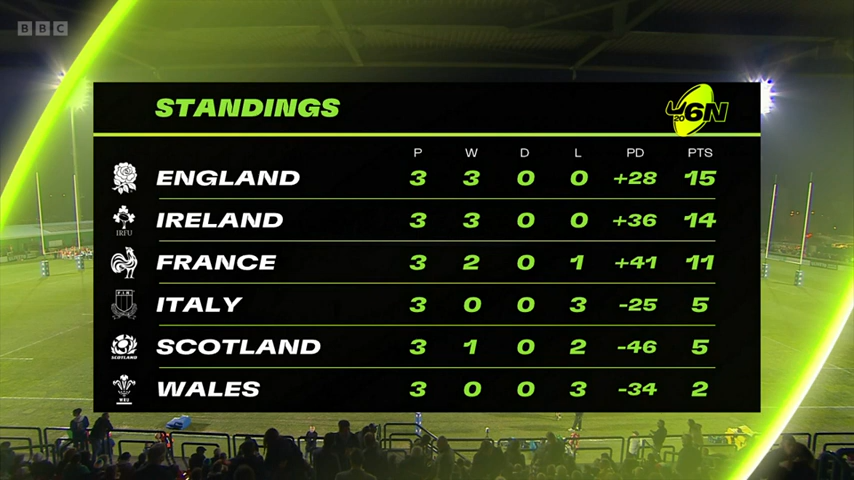 BBC
STANDINGS
U20 6N
P W D L PD PTS
ENGLAND 3 3 0 0 +28 15
IRFU IRELAND 3 3 0 0 +36 14
FRANCE 3 2 0 1 +41 11
F.I.R. ITALY 3 0 0 3 -25 5
SCOTLAND SCOTLAND 3 1 0 2 -46 5
WRU WALES 3 0 0 3 -34 2